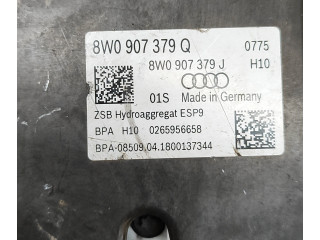 8W0 907 379 Q 0775
8W0 907 379 J H10
01S Made in Germany
ZSB Hydroaggregat ESP9
BPA H10 0265956658
BPA-08509.04.1800137344